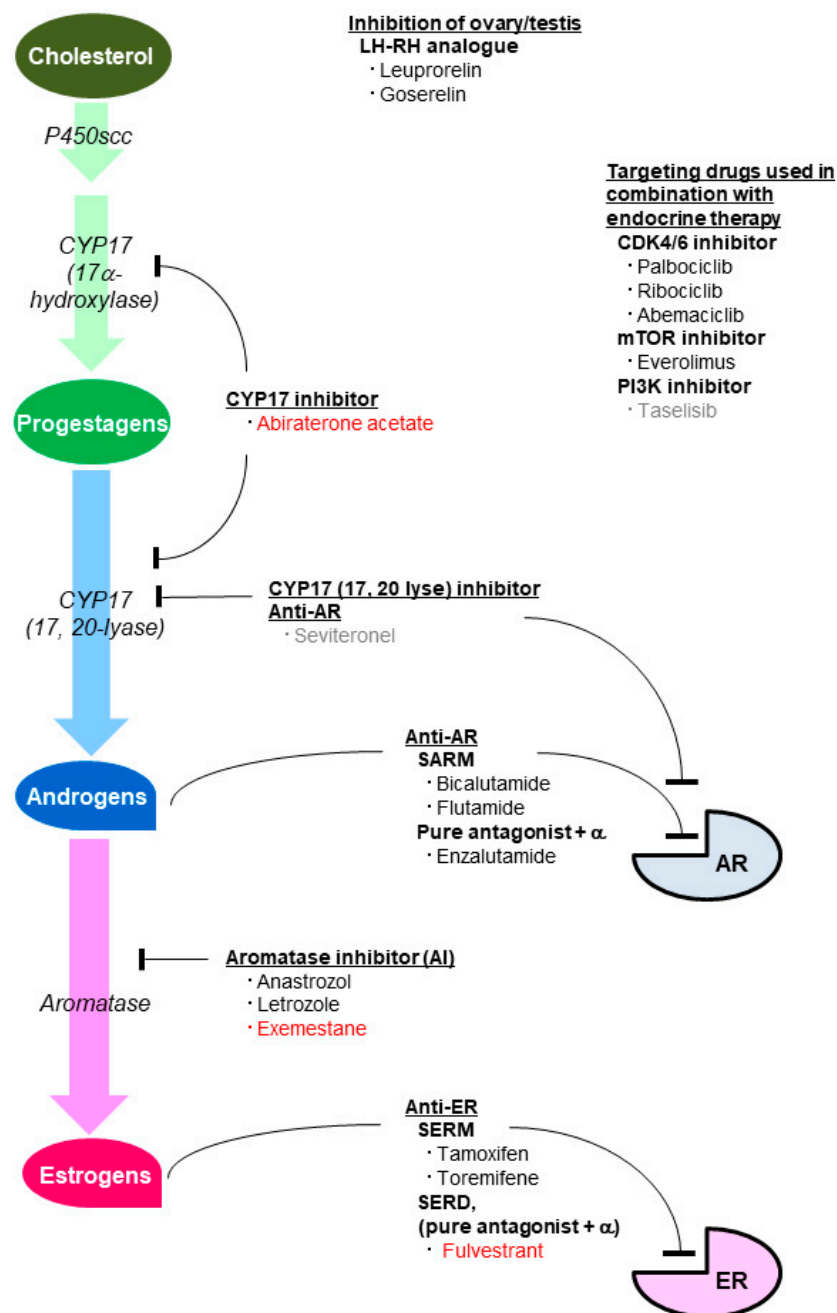 Cholesterol
P450scc
CYP17
(17α-
hydroxylase)
Progestagens
CYP17
(17, 20-lyase)
Androgens
Aromatase
Estrogens
Inhibition of ovary/testis
LH-RH analogue
・Leuprorelin
・Goserelin
Targeting drugs used in
combination with
endocrine therapy
CDK4/6 inhibitor
・Palbociclib
・Ribociclib
・Abemaciclib
mTOR inhibitor
・Everolimus
PI3K inhibitor
・Taselisib
CYP17 inhibitor
・Abiraterone acetate
CYP17 (17, 20 lyse) inhibitor
Anti-AR
・Seviteronel
Anti-AR
SARM
・Bicalutamide
・Flutamide
Pure antagonist + α
・Enzalutamide
AR
Aromatase inhibitor (AI)
・Anastrozol
・Letrozole
・Exemestane
Anti-ER
SERM
・Tamoxifen
・Toremifene
SERD,
(pure antagonist + α)
・Fulvestrant
ER